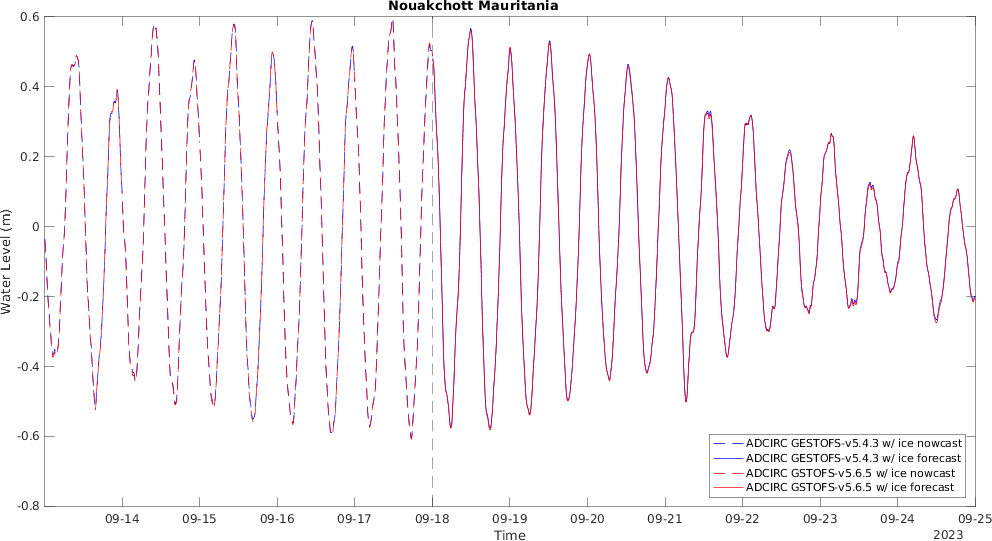 Nouakchott Mauritania
Water Level (m)
0.6
0.4
0.2
0
-0.2
-0.4
-0.6
-0.8
ADCIRC GESTOFS-v5.4.3 w/ ice nowcast
ADCIRC GESTOFS-v5.4.3 w/ ice forecast
ADCIRC GSTOFS-v5.6.5 w/ ice nowcast
ADCIRC GSTOFS-v5.6.5 w/ ice forecast
09-14 09-15 09-16 09-17 09-18 09-19 09-20 09-21 09-22 09-23 09-24 09-25
Time
2023